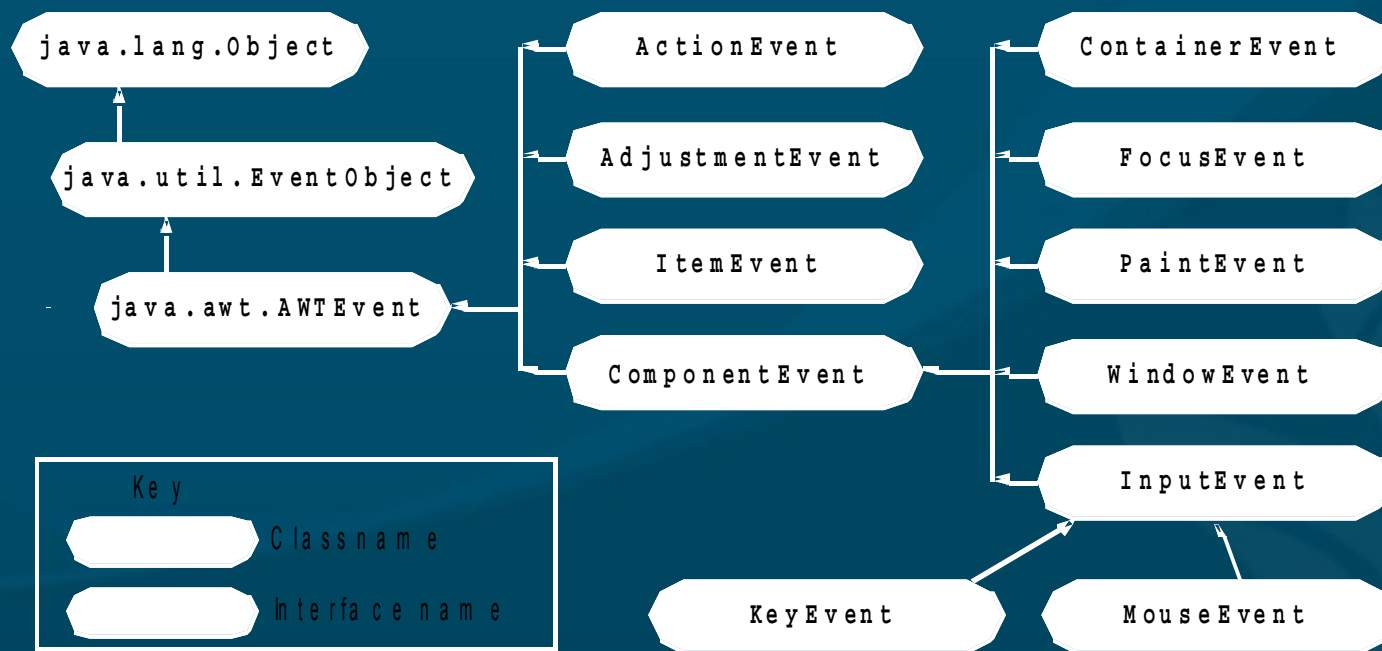 java.lang.Object
java.util.EventObject
java.awt.AWTEvent
ActionEvent
AdjustmentEvent
ItemEvent
ComponentEvent
ContainerEvent
FocusEvent
PaintEvent
WindowEvent
InputEvent
KeyEvent
MouseEvent
Key
Classname
Interface name